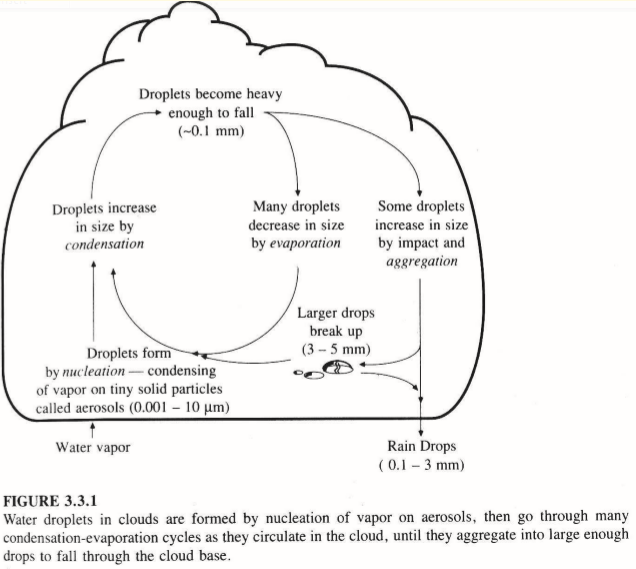 Droplets become heavy
enough to fall
(~0.1 mm)
Droplets increase
in size by
condensation
Many droplets
decrease in size
by evaporation
Some droplets
increase in size
by impact and
aggregation
Larger drops
break up
(3 – 5 mm)
Droplets form
by nucleation — condensing
of vapor on tiny solid particles
called aerosols (0.001 – 10 μm)
Water vapor
Rain Drops
( 0.1 – 3 mm)
FIGURE 3.3.1
Water droplets in clouds are formed by nucleation of vapor on aerosols, then go through many
condensation-evaporation cycles as they circulate in the cloud, until they aggregate into large enough
drops to fall through the cloud base.